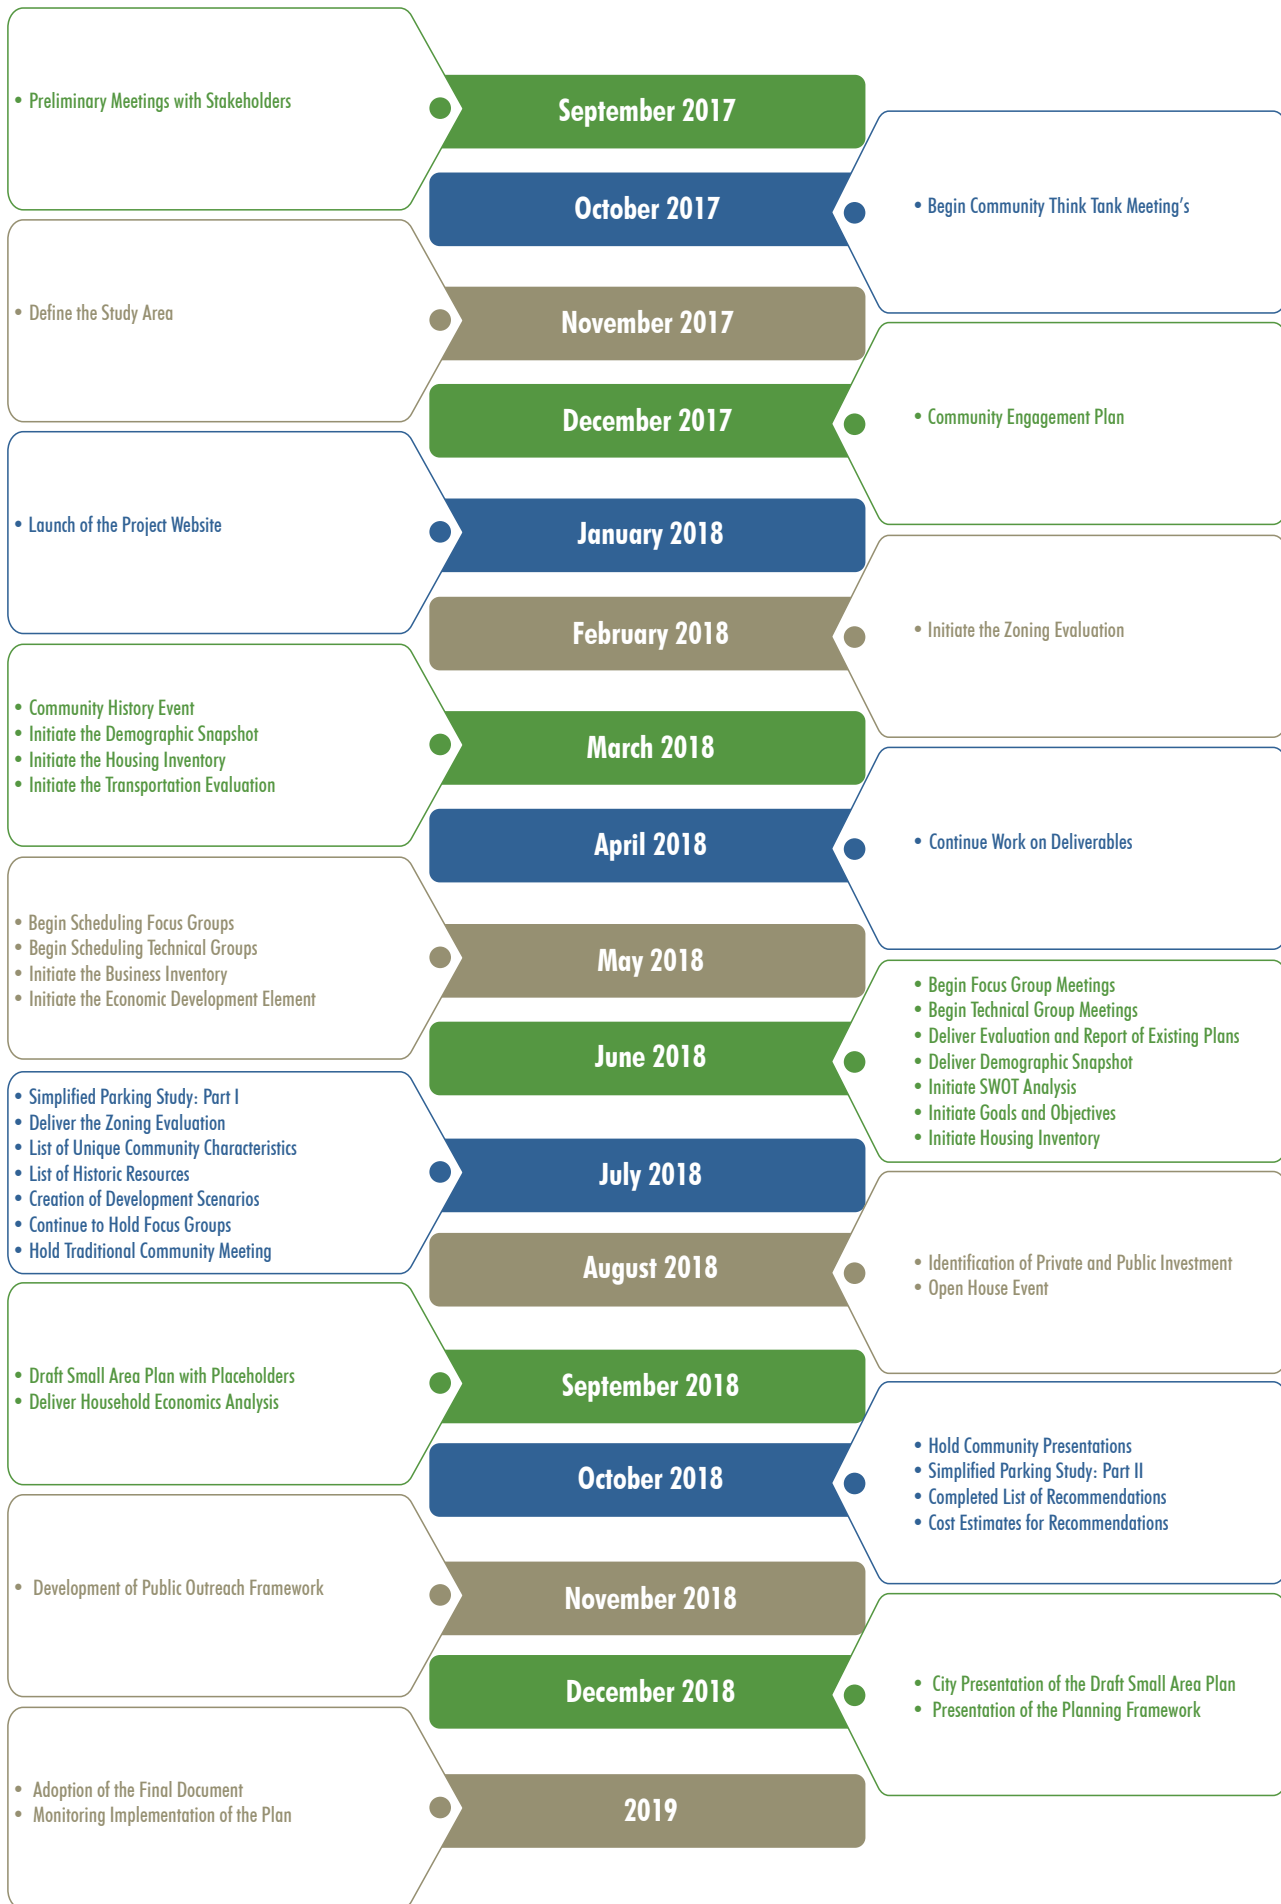 • Preliminary Meetings with Stakeholders
September 2017
October 2017
• Begin Community Think Tank Meeting's
• Define the Study Area
November 2017
December 2017
• Community Engagement Plan
• Launch of the Project Website
January 2018
February 2018
• Initiate the Zoning Evaluation
• Community History Event
• Initiate the Demographic Snapshot
• Initiate the Housing Inventory
• Initiate the Transportation Evaluation
March 2018
April 2018
• Continue Work on Deliverables
• Begin Scheduling Focus Groups
• Begin Scheduling Technical Groups
• Initiate the Business Inventory
• Initiate the Economic Development Element
May 2018
June 2018
• Begin Focus Group Meetings
• Begin Technical Group Meetings
• Deliver Evaluation and Report of Existing Plans
• Deliver Demographic Snapshot
• Initiate SWOT Analysis
• Initiate Goals and Objectives
• Initiate Housing Inventory
• Simplified Parking Study: Part I
• Deliver the Zoning Evaluation
• List of Unique Community Characteristics
• List of Historic Resources
• Creation of Development Scenarios
• Continue to Hold Focus Groups
• Hold Traditional Community Meeting
July 2018
August 2018
• Identification of Private and Public Investment
• Open House Event
• Draft Small Area Plan with Placeholders
• Deliver Household Economics Analysis
September 2018
October 2018
• Hold Community Presentations
• Simplified Parking Study: Part II
• Completed List of Recommendations
• Cost Estimates for Recommendations
• Development of Public Outreach Framework
November 2018
December 2018
• City Presentation of the Draft Small Area Plan
• Presentation of the Planning Framework
• Adoption of the Final Document
• Monitoring Implementation of the Plan
2019